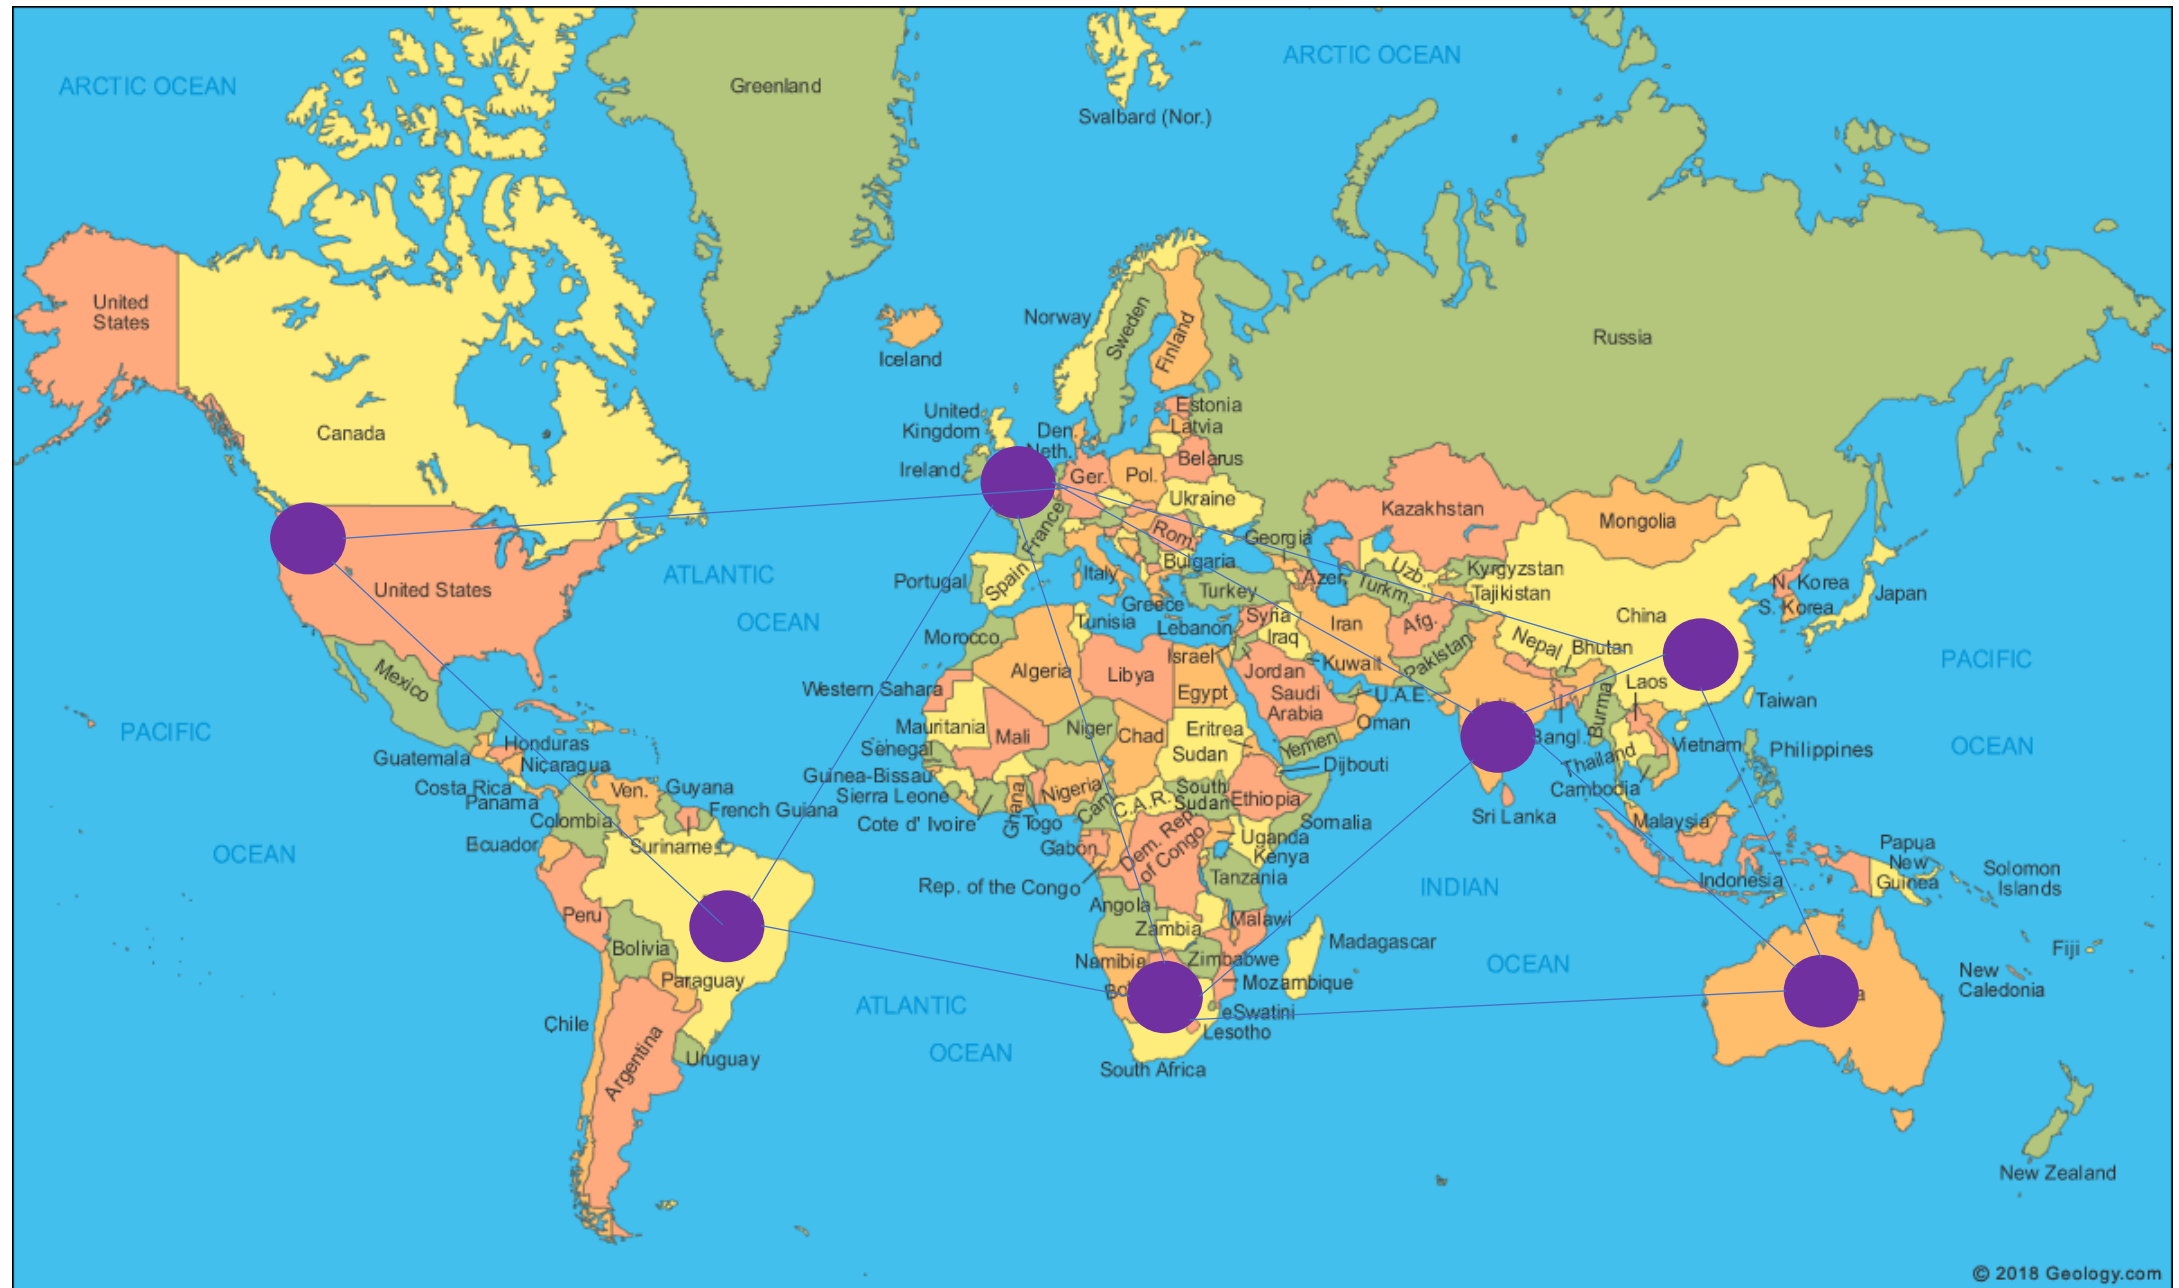 ARCTIC OCEAN
ARCTIC OCEAN
Greenland
Svalbard (Nor.)
United
States
Canada
Iceland
Norway
Sweden
Finland
Russia
United
Kingdom
Ireland
Den.
Neth.
Estonia
Latvia
Belarus
Ger.
Pol.
Ukraine
France
Rom.
Kazakhstan
Mongolia
United States
ATLANTIC
OCEAN
Portugal
Spain
Italy
Bulgaria
Georgia
Greece
Turkey
Azer.
Uzb.
Turkm.
Kyrgyzstan
Tajikistan
China
N. Korea
S. Korea
Japan
Morocco
Tunisia
Lebanon
Syria
Iraq
Iran
Afg.
Pakistan
Nepal
Bhutan
Mexico
Algeria
Libya
Israel
Egypt
Jordan
Kuwait
Saudi
Arabia
U.A.E.
Oman
Western Sahara
PACIFIC
OCEAN
Mauritania
Mali
Niger
Chad
Sudan
Eritrea
Yemen
Dijbouti
India
Bangl.
Burma
Laos
Thailand
Vietnam
Cambodia
Taiwan
Philippines
PACIFIC
OCEAN
Guatemala
Honduras
Nicaragua
Costa Rica
Panama
Ven.
Guyana
French Guiana
Colombia
Suriname
Ecuador
Senegal
Guinea-Bissau
Sierra Leone
Cote d' Ivoire
Ghana
Togo
Nigeria
Cam.
C.A.R.
South
Sudan
Ethiopia
Somalia
Sri Lanka
Malaysia
Gabon
Rep. of the Congo
Dem. Rep.
of Congo
Uganda
Kenya
Tanzania
INDIAN
OCEAN
Indonesia
Papua
New
Guinea
Solomon
Islands
Peru
Bolivia
Angola
Zambia
Malawi
Madagascar
Namibia
Zimbabwe
Bo
Mozambique
eSwatini
Lesotho
South Africa
a
Fiji
New
Caledonia
Paraguay
Chile
Argentina
Uruguay
ATLANTIC
OCEAN
PACIFIC
OCEAN
New Zealand
© 2018 Geology.com